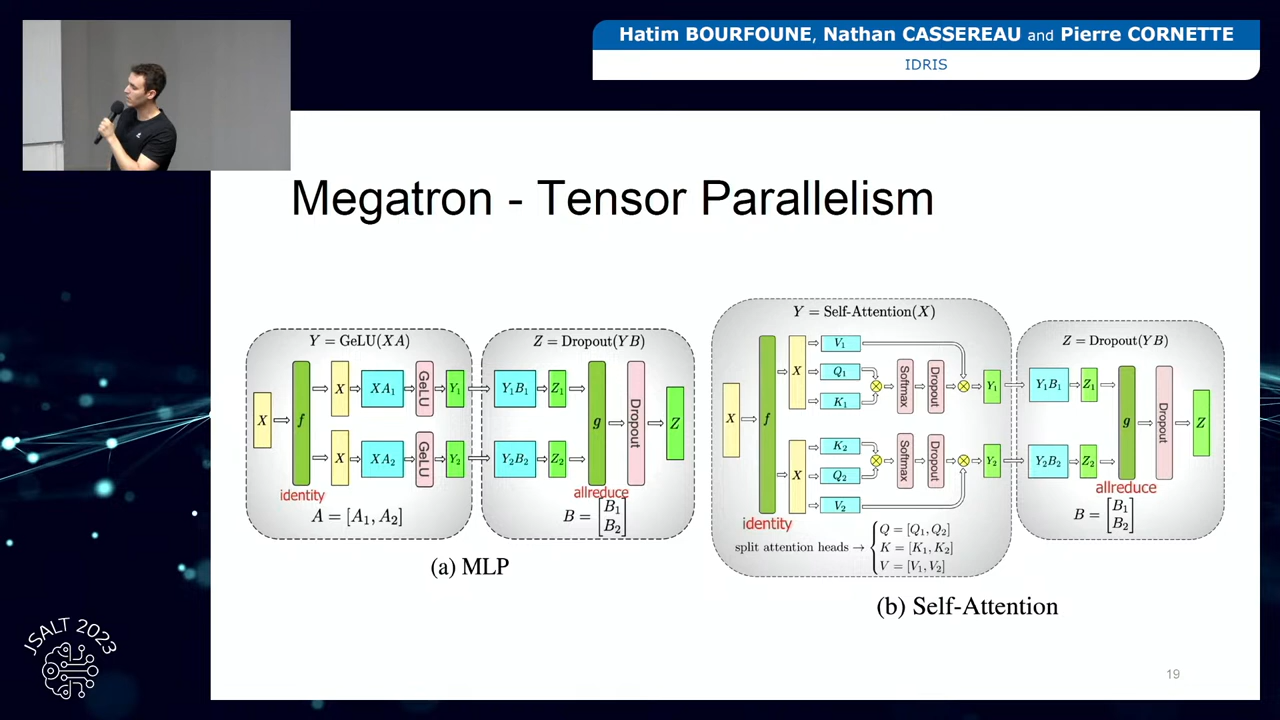 Hatim BOURFOUNE, Nathan CASSEREAU and Pierre CORNETTE
IDRIS
Megatron - Tensor Parallelism
Y = GeLU(XA)
X
f
X
XA₁
GeLU
Y₁
X
XA₂
GeLU
Y₂
identity
A = [A₁, A₂]
Z = Dropout(YB)
Y₁B₁
Z₁
Y₂B₂
Z₂
g
Dropout
Z
allreduce
B = [B₁
B₂]
(a) MLP
Y = Self-Attention(X)
X
f
X
V₁
Q₁
K₁
Softmax
Dropout
Y₁
X
K₂
Q₂
V₂
Softmax
Dropout
Y₂
identity
split attention heads → { Q = [Q₁, Q₂]
K = [K₁, K₂]
V = [V₁, V₂]
Z = Dropout(YB)
Y₁B₁
Z₁
Y₂B₂
Z₂
g
Dropout
Z
allreduce
B = [B₁
B₂]
(b) Self-Attention
JSALT 2023
19